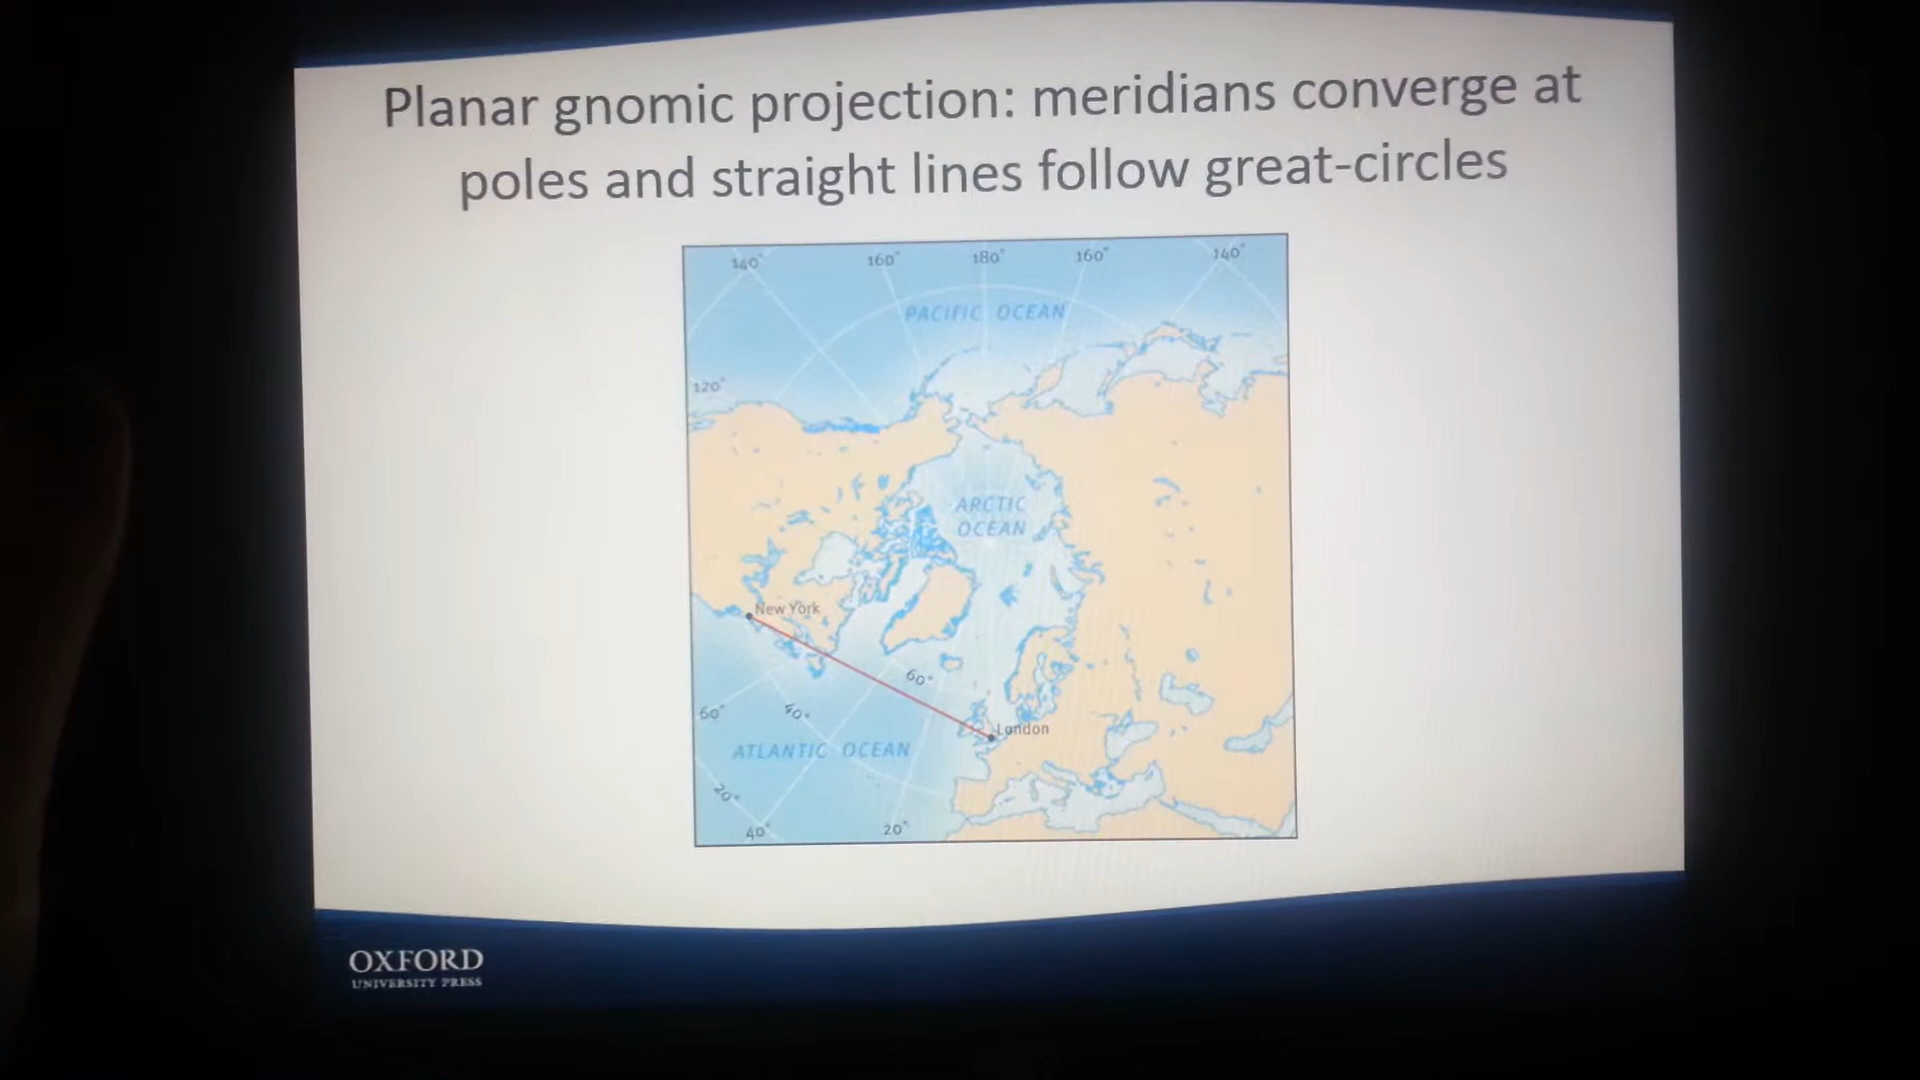 Planar gnomic projection: meridians converge at
poles and straight lines follow great-circles
140°
160°
180°
160°
140°
PACIFIC OCEAN
120°
ARCTIC
OCEAN
New York
60°
60°
40°
London
ATLANTIC OCEAN
20°
40°
20°
OXFORD
UNIVERSITY PRESS